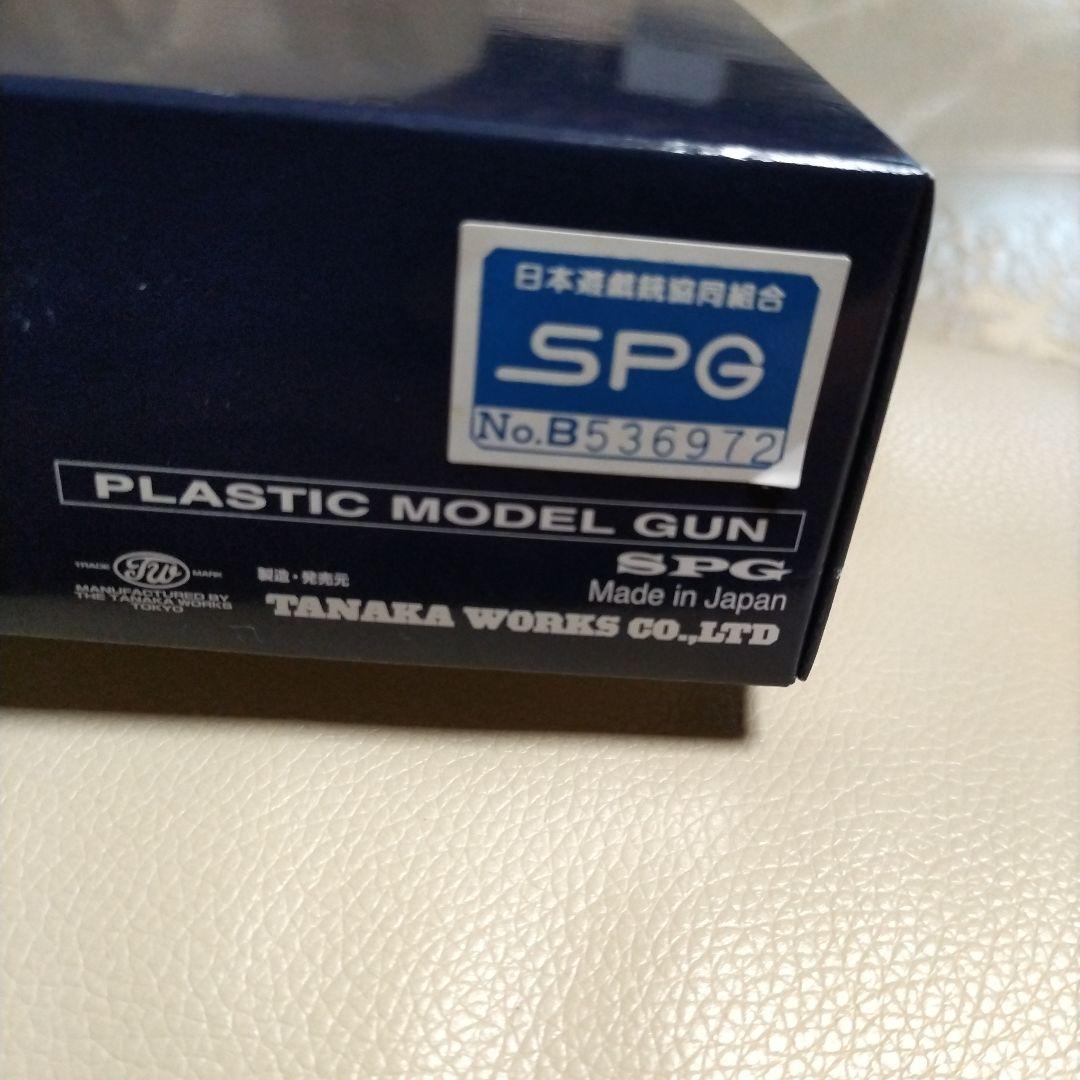 日本遊戯銃協同組合
SPG
No.B536972
PLASTIC MODEL GUN
SPG
Made in Japan
TRADE TW MARK
MANUFACTURED BY
THE TANAKA WORKS
TOKYO
製造・発売元
TANAKA WORKS CO.,LTD